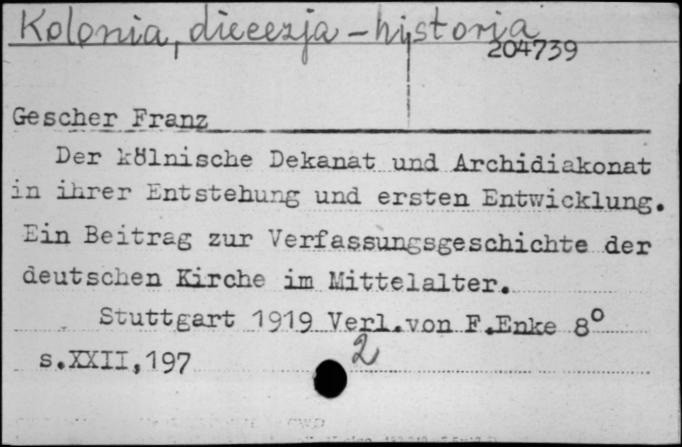 Kolonia, diecezja - historia
204739
Gescher Franz
Der kölnische Dekanat und Archidiakonat
in ihrer Entstehung und ersten Entwicklung.
Ein Beitrag zur Verfassungsgeschichte der
deutschen Kirche im Mittelalter.
Stuttgart 1919 Verl.von F.Enke 8°
s.XXII,197
2